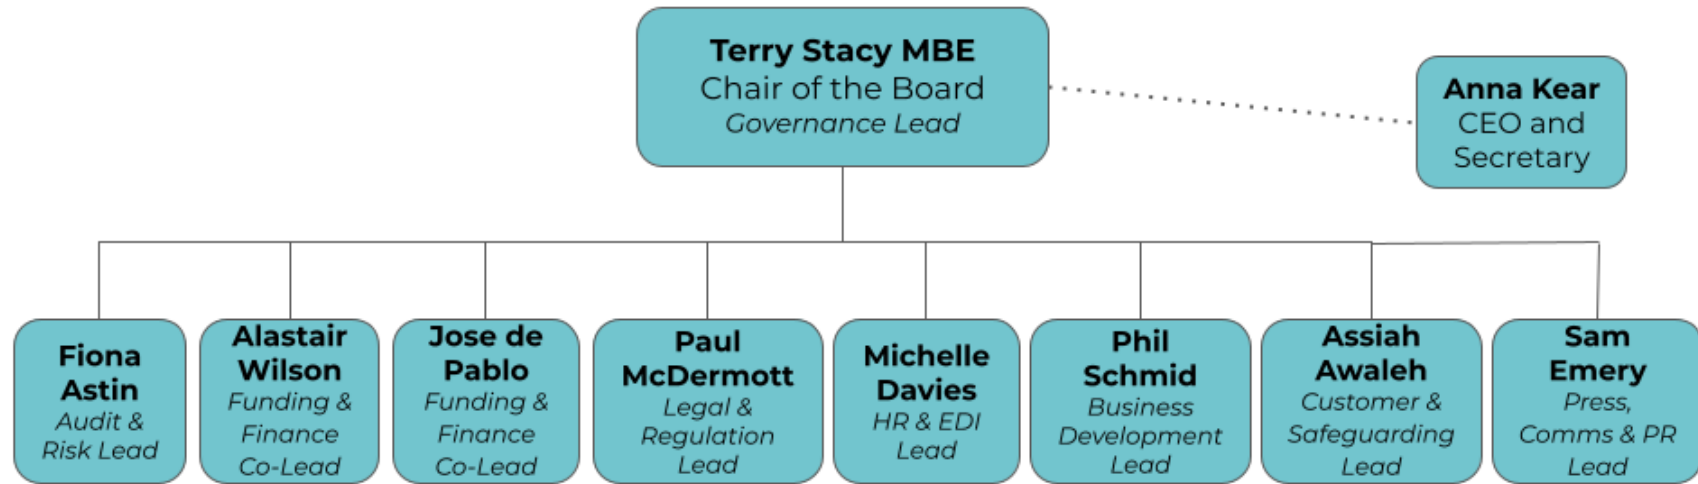 Terry Stacy MBE
Chair of the Board
Governance Lead
Anna Kear
CEO and
Secretary
Fiona
Astin
Audit &
Risk Lead
Alastair
Wilson
Funding &
Finance
Co-Lead
Jose de
Pablo
Funding &
Finance
Co-Lead
Paul
McDermott
Legal &
Regulation
Lead
Michelle
Davies
HR & EDI
Lead
Phil
Schmid
Business
Development
Lead
Assiah
Awaleh
Customer &
Safeguarding
Lead
Sam
Emery
Press,
Comms & PR
Lead